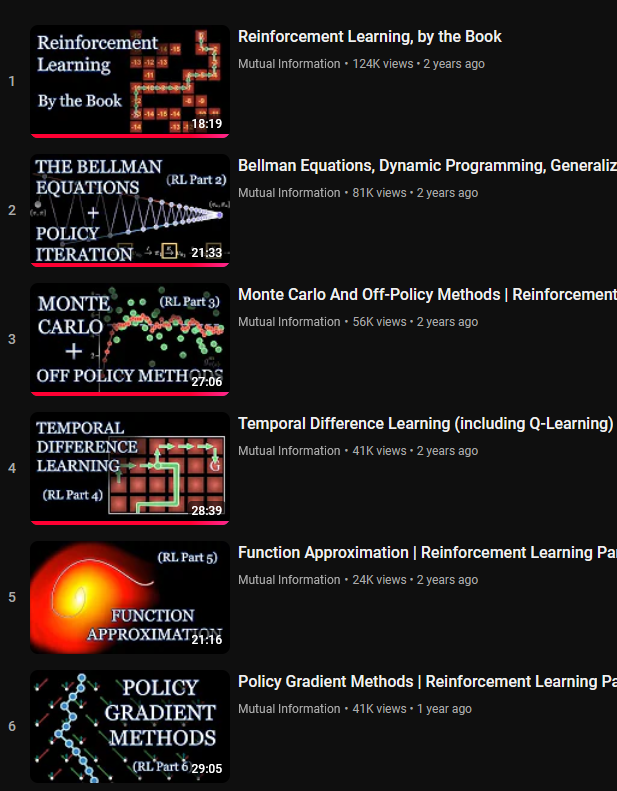 1
Reinforcement
Learning
By the Book
18:19
Reinforcement Learning, by the Book
Mutual Information • 124K views • 2 years ago
2
THE BELLMAN
EQUATIONS
(RL Part 2)
+
POLICY
ITERATION
21:33
Bellman Equations, Dynamic Programming, Generaliz
Mutual Information • 81K views • 2 years ago
3
MONTE
CARLO
(RL Part 3)
+
OFF POLICY METHODS
27:06
Monte Carlo And Off-Policy Methods | Reinforcement
Mutual Information • 56K views • 2 years ago
4
TEMPORAL
DIFFERENCE
LEARNING
(RL Part 4)
G
28:39
Temporal Difference Learning (including Q-Learning)
Mutual Information • 41K views • 2 years ago
5
(RL Part 5)
FUNCTION
APPROXIMATION
21:16
Function Approximation | Reinforcement Learning Pa
Mutual Information • 24K views • 2 years ago
6
POLICY
GRADIENT
METHODS
(RL Part 6
29:05
Policy Gradient Methods | Reinforcement Learning Pa
Mutual Information • 41K views • 1 year ago